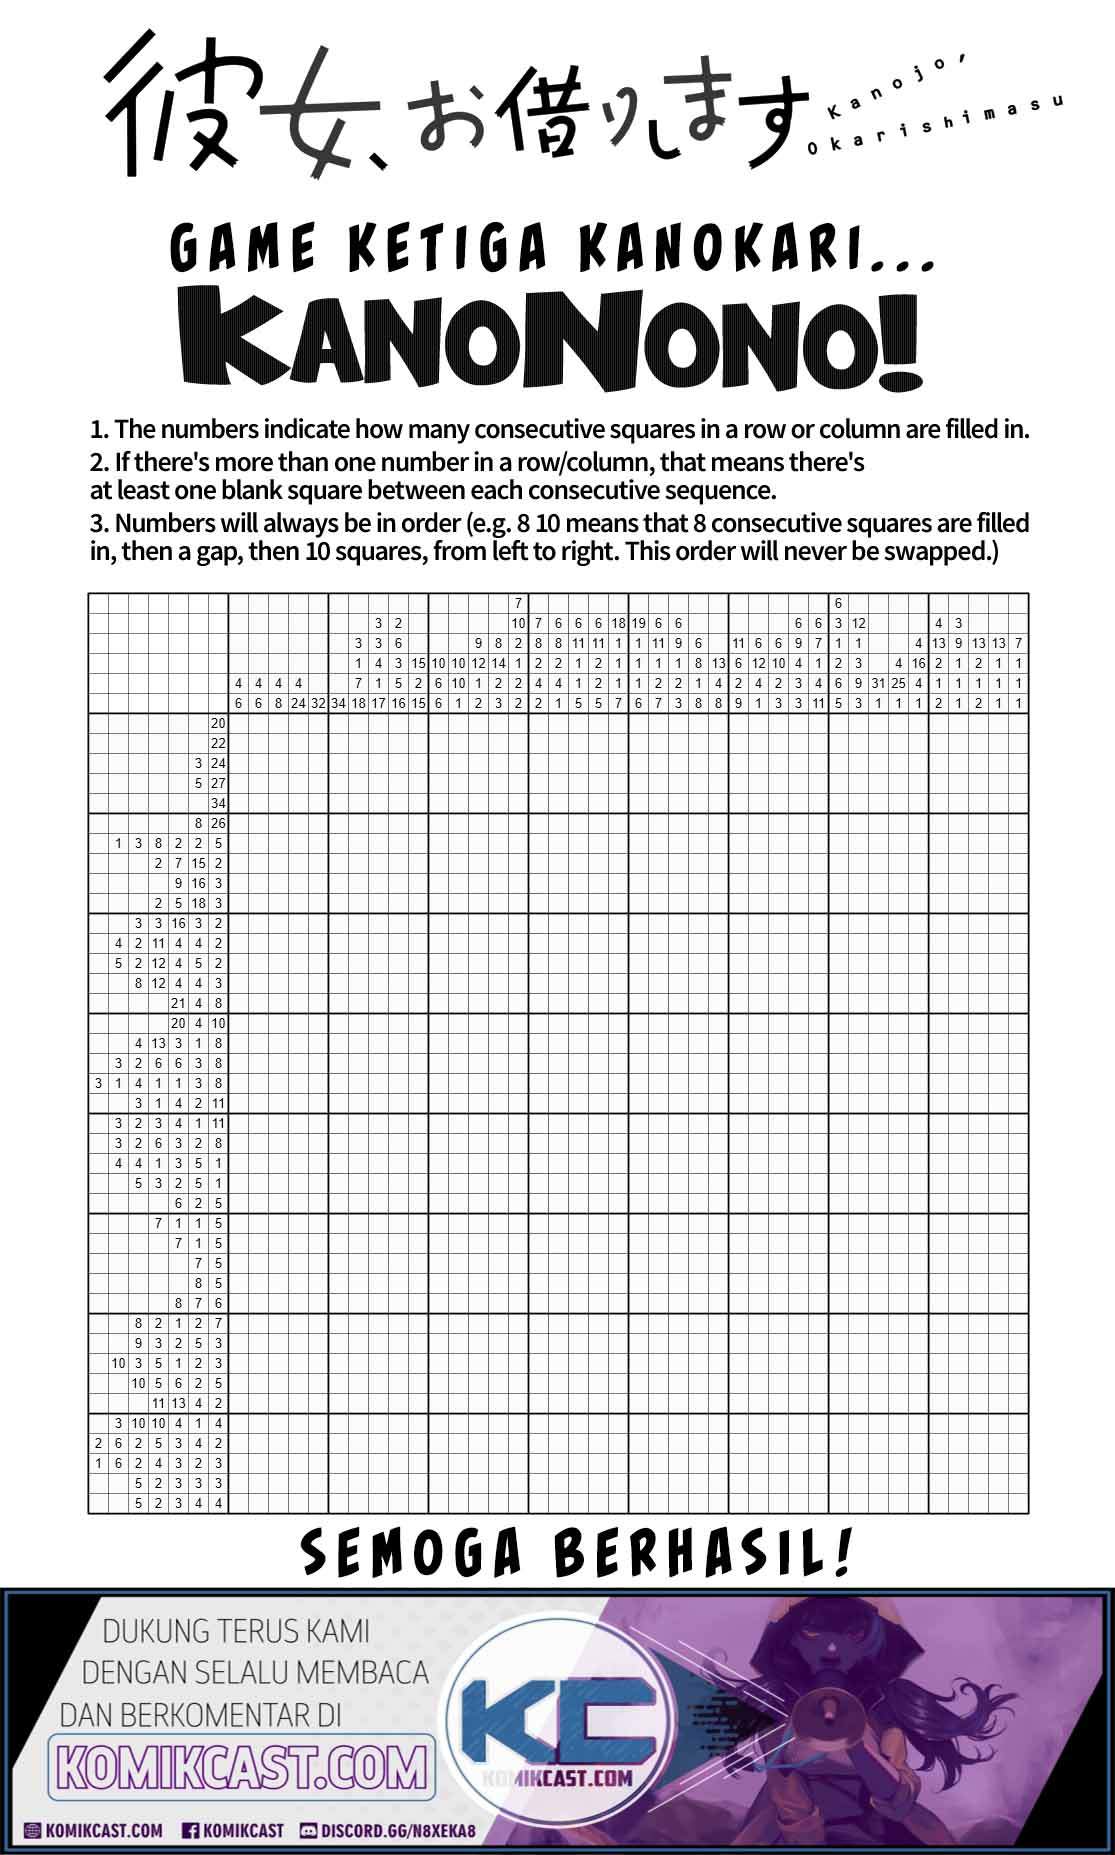 彼女、お借りします
Kanojo,
Okarishimasu
GAME KETIGA KANOKARI...
KANONONO!
1. The numbers indicate how many consecutive squares in a row or column are filled in.
2. If there's more than one number in a row/column, that means there's
at least one blank square between each consecutive sequence.
3. Numbers will always be in order (e.g. 8 10 means that 8 consecutive squares are filled
in, then a gap, then 10 squares, from left to right. This order will never be swapped.)
7 6
3 2 10 7 6 6 6 18 19 6 6 6 6 3 12 4 3
3 3 6 9 8 2 8 8 11 11 1 1 11 9 6 11 6 6 9 7 1 1 4 13 9 13 13 7
1 4 3 15 10 10 12 14 1 2 2 1 2 1 1 1 1 8 13 6 12 10 4 1 2 3 4 16 2 1 2 1 1
4 4 4 4 7 1 5 2 6 10 1 2 2 4 4 1 2 1 1 2 2 1 4 2 4 2 3 4 6 9 31 25 1 1 1 1 1 1
6 6 8 24 32 34 18 17 16 15 6 1 2 3 2 2 1 5 5 7 6 7 3 8 8 9 1 3 3 11 5 3 1 1 4 2 1 2 1 1
20
22
3 24
5 27
34
8 26
1 3 8 2 2 5
2 7 15 2
9 16 3
2 5 18 3
3 3 16 3 2
4 2 11 4 4 2
5 2 12 4 5 2
8 12 4 4 3
21 4 8
20 4 10
4 13 3 1 8
3 2 6 6 3 8
3 1 4 1 1 3 8
3 1 4 2 11
3 2 3 4 1 11
3 2 6 3 2 8
4 4 1 3 5 1
5 3 2 5 1
6 2 5
7 1 1 5
7 1 5
7 5
8 5
8 7 6
8 2 1 2 7
9 3 2 5 3
10 3 5 1 2 3
10 5 6 2 5
11 13 4 2
3 10 10 4 1 4
2 6 2 5 3 4 2
1 6 2 4 3 2 3
5 2 3 3 3
5 2 3 4 4
SEMOGA BERHASIL!
DUKUNG TERUS KAMI
DENGAN SELALU MEMBACA
DAN BERKOMENTAR DI
KOMIKCAST.COM
KC
KOMIKCAST.COM
KOMIKCAST.COM KOMIKCAST DISCORD.GG/N8XEKA8